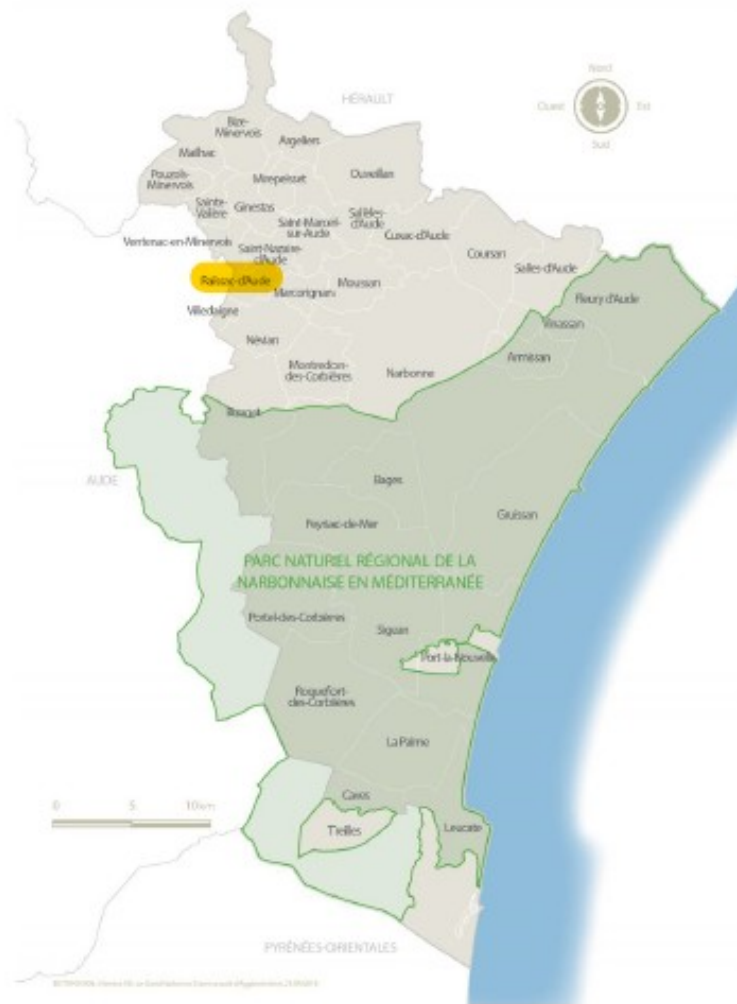 Nord
Ouest
Est
Sud
HÉRAULT
Bize-
Minervois
Argeliers
Mailhac
Pouzols-
Minervois
Mirepeisset
Ouveillan
Sainte-
Valière
Ginestas
Saint-Marcel-
sur-Aude
Sallèles-
d'Aude
Cuxac-d'Aude
Ventenac-en-Minervois
Saint-Nazaire-
d'Aude
Coursan
Salles-d'Aude
Raissac-d'Aude
Marcorignan
Moussan
Fleury d'Aude
Villedaigne
Vinassan
Névian
Armissan
Montredon-
des-Corbières
Narbonne
Bizanet
AUDE
Bages
Peyriac-de-Mer
Gruissan
PARC NATUREL RÉGIONAL DE LA
NARBONNAISE EN MÉDITERRANÉE
Portel-des-Corbières
Sigean
Port-la-Nouvelle
Roquefort-
des-Corbières
La Palme
0 5 10 km
Caves
Treilles
Leucate
PYRÉNÉES-ORIENTALES